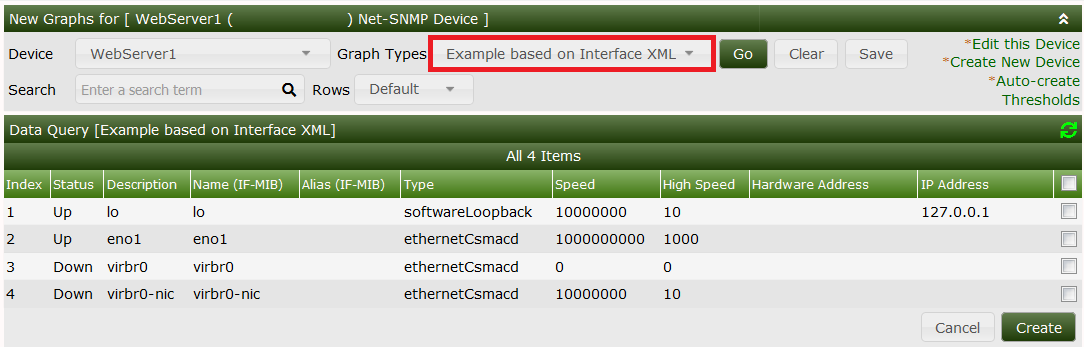 New Graphs for [ WebServer1 ( ) Net-SNMP Device ]
Device WebServer1 Graph Types Example based on Interface XML Go Clear Save
*Edit this Device
*Create New Device
*Auto-create
Thresholds
Search Enter a search term Rows Default
Data Query [Example based on Interface XML]
All 4 Items
Index Status Description Name (IF-MIB) Alias (IF-MIB) Type Speed High Speed Hardware Address IP Address
1 Up lo lo softwareLoopback 10000000 10 127.0.0.1
2 Up eno1 eno1 ethernetCsmacd 1000000000 1000
3 Down virbr0 virbr0 ethernetCsmacd 0 0
4 Down virbr0-nic virbr0-nic ethernetCsmacd 10000000 10
Cancel Create